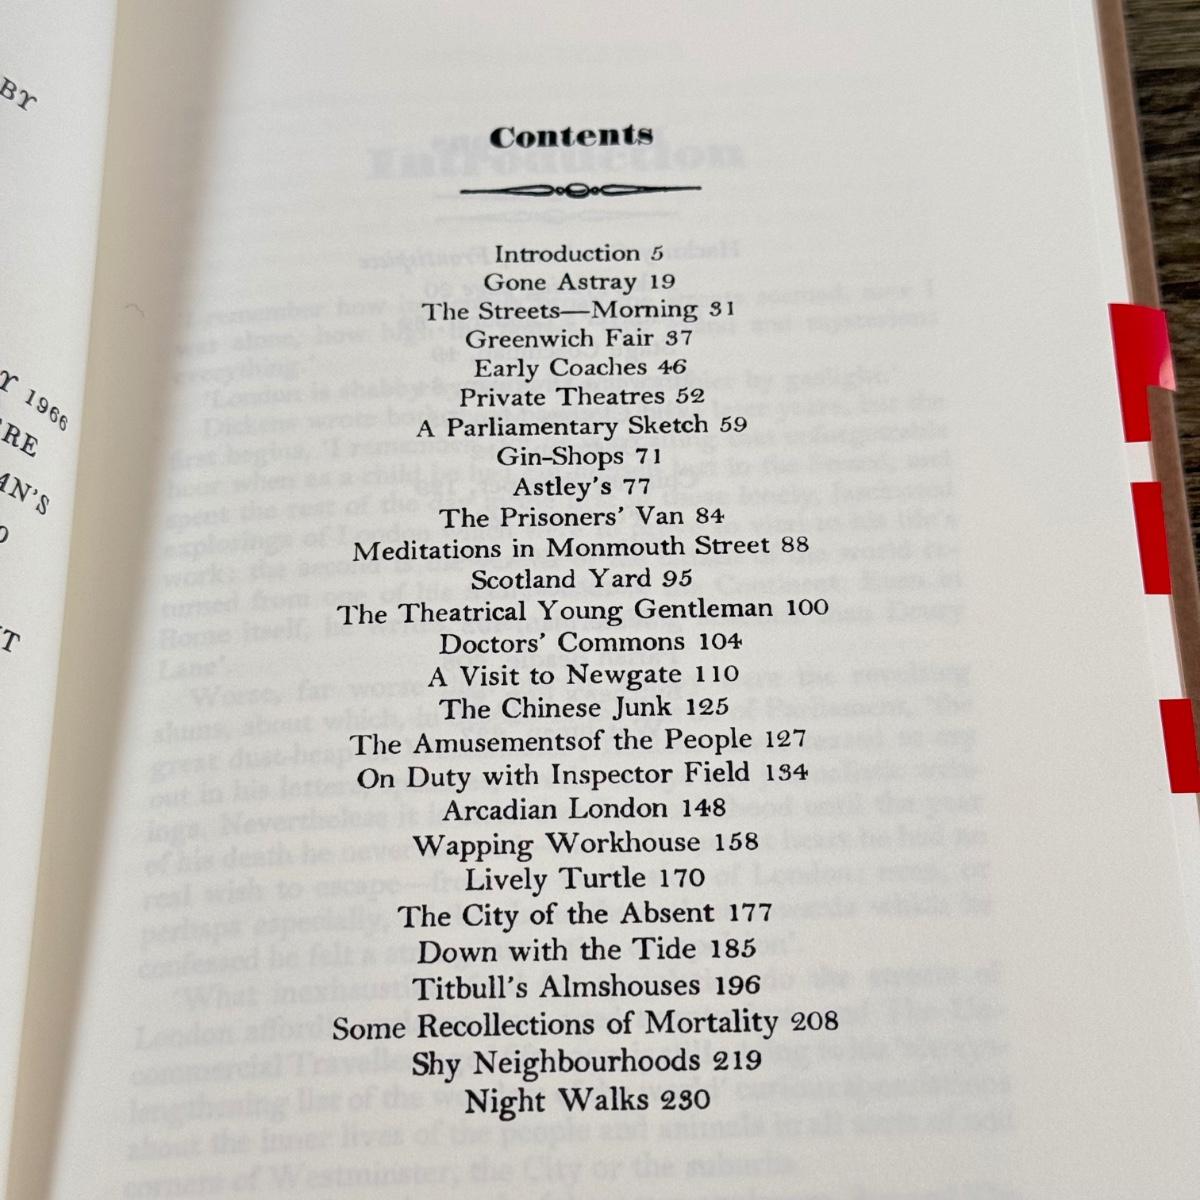 BY
Y 1966
RE
AN'S
T
Contents
Introduction 5
Gone Astray 19
The Streets—Morning 31
Greenwich Fair 37
Early Coaches 46
Private Theatres 52
A Parliamentary Sketch 59
Gin-Shops 71
Astley's 77
The Prisoners' Van 84
Meditations in Monmouth Street 88
Scotland Yard 95
The Theatrical Young Gentleman 100
Doctors' Commons 104
A Visit to Newgate 110
The Chinese Junk 125
The Amusementsof the People 127
On Duty with Inspector Field 134
Arcadian London 148
Wapping Workhouse 158
Lively Turtle 170
The City of the Absent 177
Down with the Tide 185
Titbull's Almshouses 196
Some Recollections of Mortality 208
Shy Neighbourhoods 219
Night Walks 230